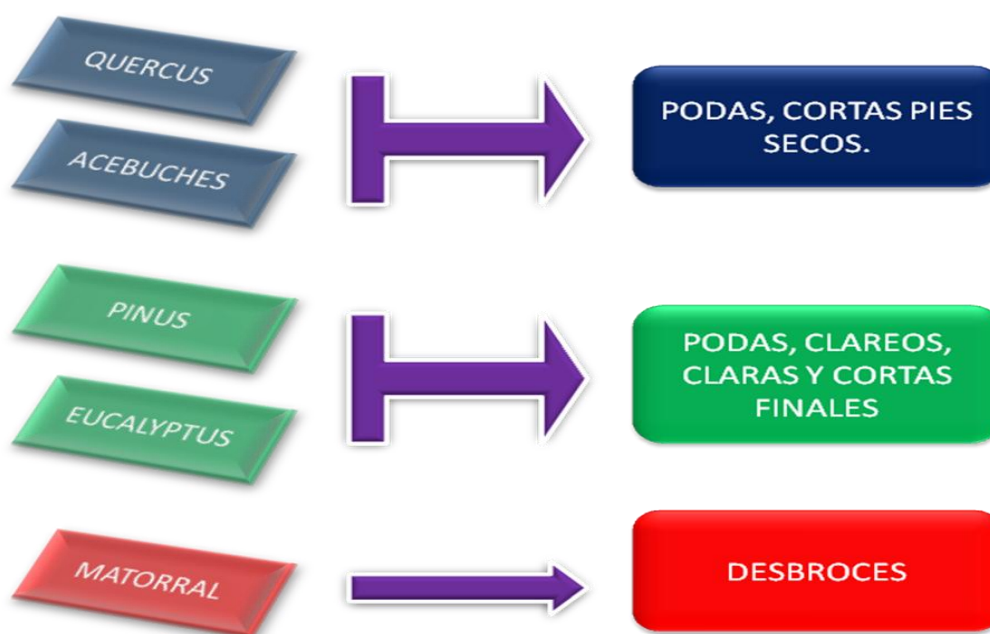 QUERCUS
ACEBUCHES
PODAS, CORTAS PIES
SECOS.
PINUS
EUCALYPTUS
PODAS, CLAREOS,
CLARAS Y CORTAS
FINALES
MATORRAL
DESBROCES